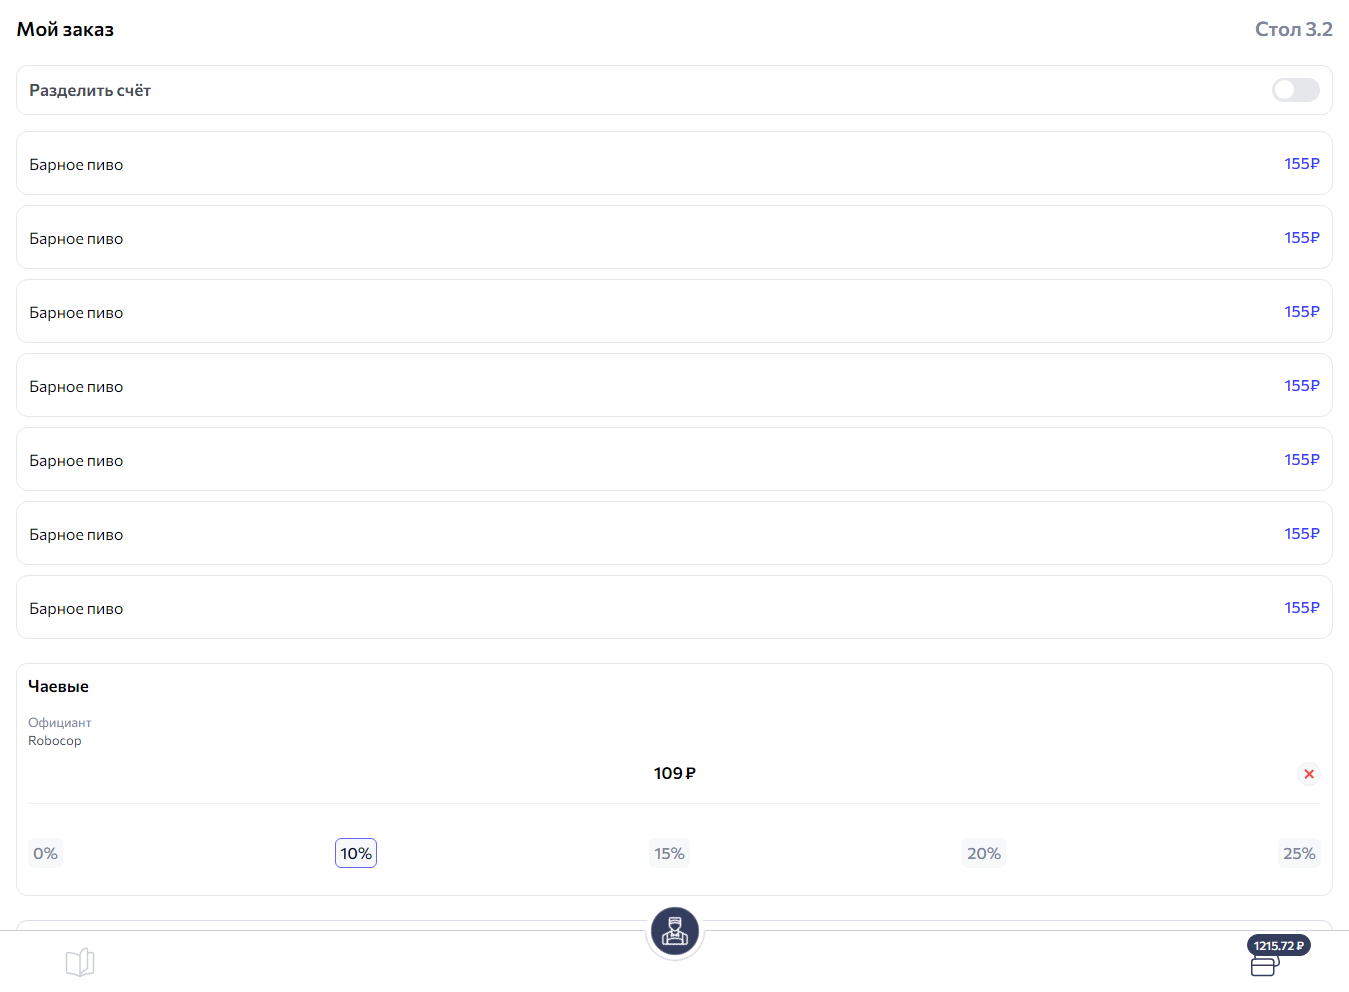 Мой заказ
Стол 3.2
Разделить счёт
Барное пиво
155₽
Барное пиво
155₽
Барное пиво
155₽
Барное пиво
155₽
Барное пиво
155₽
Барное пиво
155₽
Барное пиво
155₽
Чаевые
Официант
Robocop
109 ₽
0%
10%
15%
20%
25%
1215.72 ₽